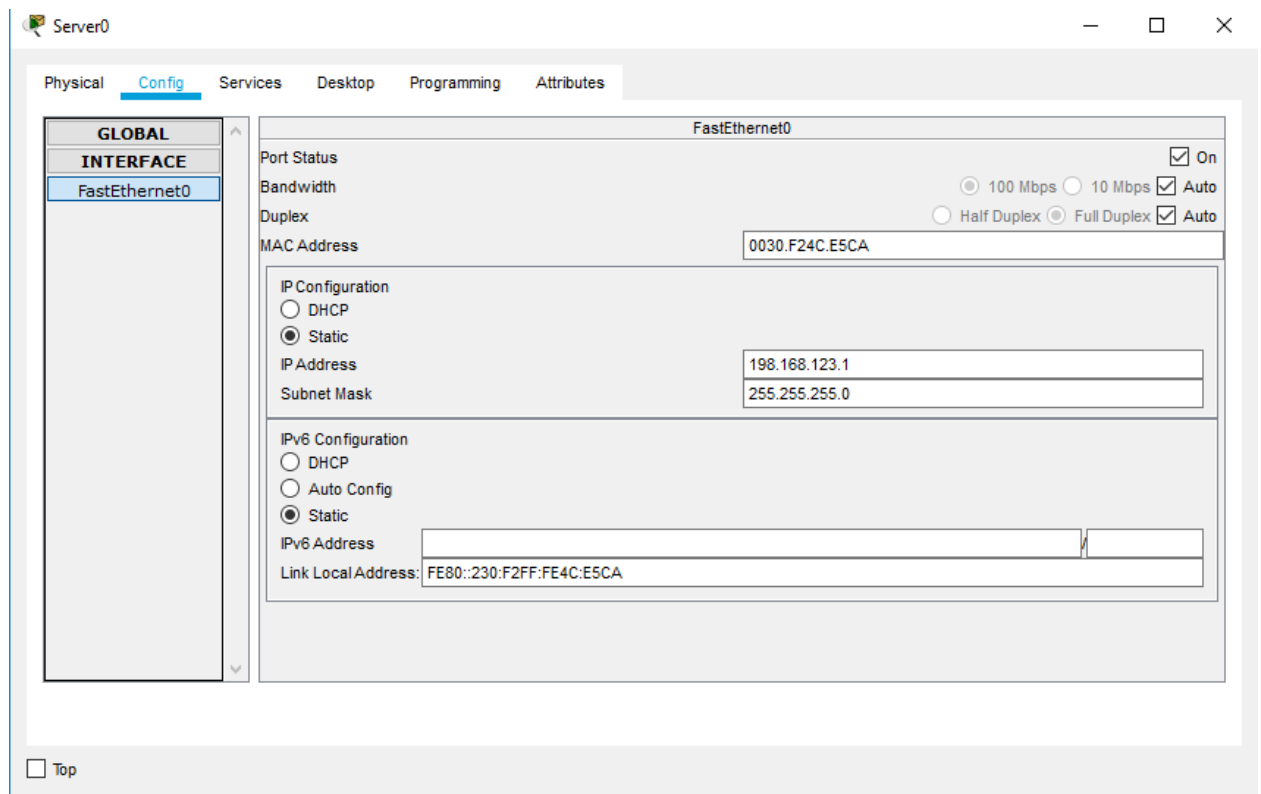 Server0
Physical Config Services Desktop Programming Attributes
GLOBAL
INTERFACE
FastEthernet0
FastEthernet0
Port Status On
Bandwidth 100 Mbps 10 Mbps Auto
Duplex Half Duplex Full Duplex Auto
MAC Address 0030.F24C.E5CA
IP Configuration
DHCP
Static
IP Address 198.168.123.1
Subnet Mask 255.255.255.0
IPv6 Configuration
DHCP
Auto Config
Static
IPv6 Address /
Link Local Address: FE80::230:F2FF:FE4C:E5CA
Top